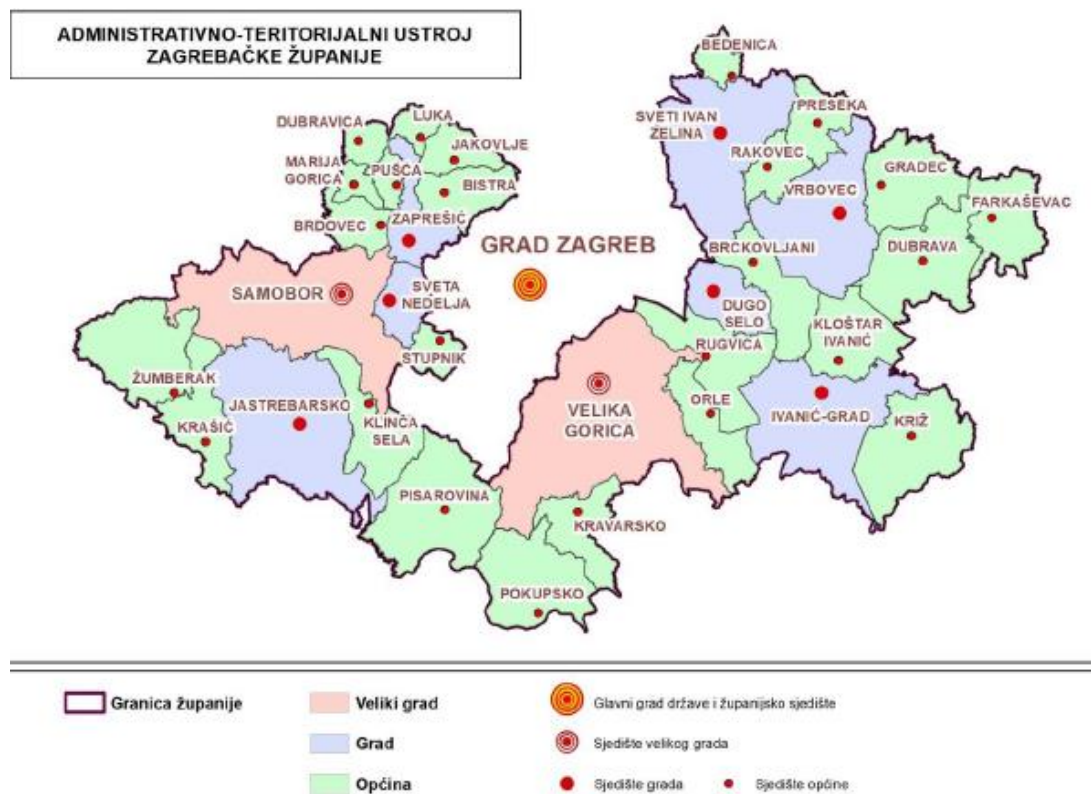 ADMINISTRATIVNO-TERITORIJALNI USTROJ
ZAGREBAČKE ŽUPANIJE
BEDENICA
DUBRAVICA
LUKA
JAKOVLJE
MARIJA
GORICA
PUŠĆA
BISTRA
BRDOVEC
ZAPREŠIĆ
SVETI IVAN
ZELINA
PRESEKA
RAKOVEC
VRBOVEC
GRADEC
FARKAŠEVAC
DUBRAVA
GRAD ZAGREB
BRCKOVLJANI
SAMOBOR
SVETA
NEDELJA
STUPNIK
DUGO
SELO
RUGVICA
KLOŠTAR
IVANIĆ
ŽUMBERAK
KRAŠIĆ
JASTREBARSKO
KLINČA
SELA
VELIKA
GORICA
ORLE
IVANIĆ-GRAD
KRIŽ
PISAROVINA
KRAVARSKO
POKUPSKO
Granica županije
Veliki grad
Grad
Općina
Glavni grad države i županijsko sjedište
Sjedište velikog grada
Sjedište grada
Sjedište općine